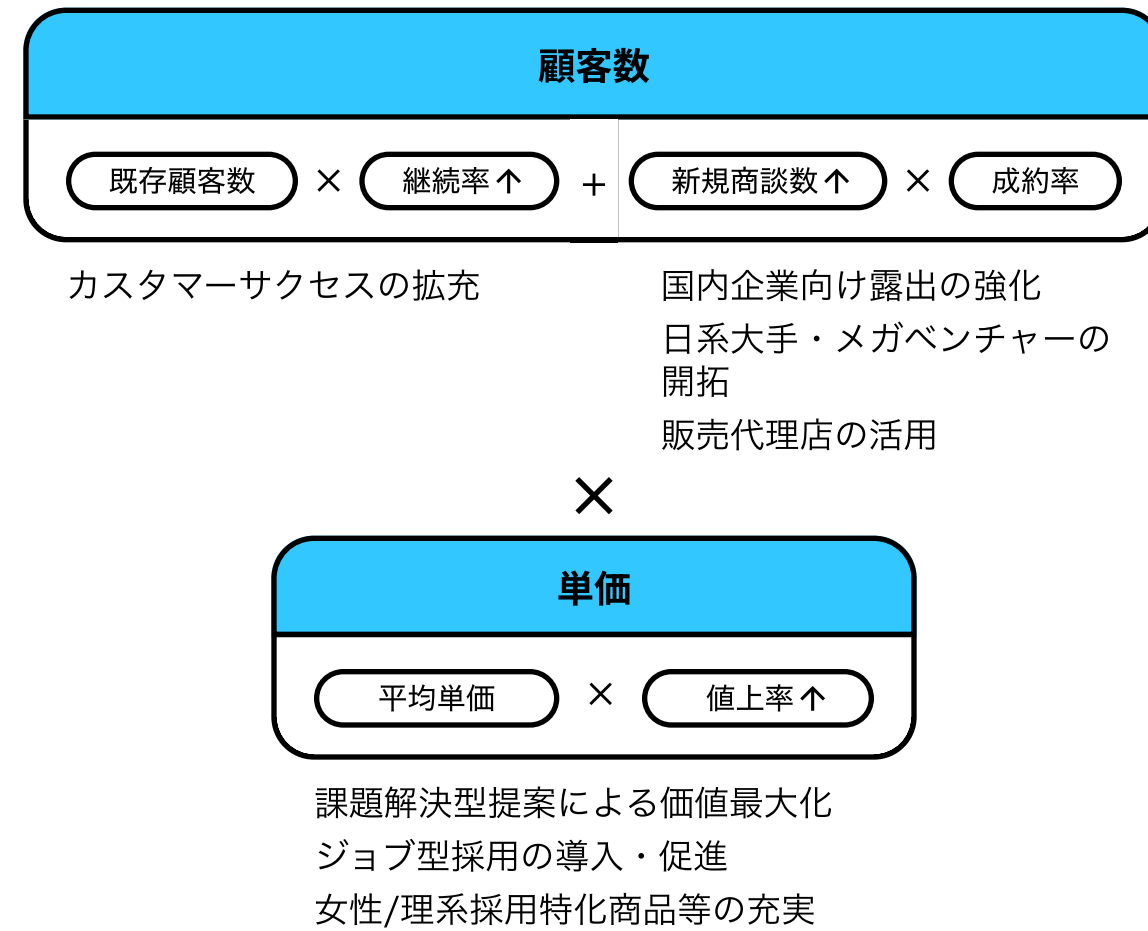 顧客数
既存顧客数 × 継続率↑ + 新規商談数↑ × 成約率
カスタマーサクセスの拡充
国内企業向け露出の強化
日系大手・メガベンチャーの
開拓
販売代理店の活用
×
単価
平均単価 × 値上率↑
課題解決型提案による価値最大化
ジョブ型採用の導入・促進
女性/理系採用特化商品等の充実